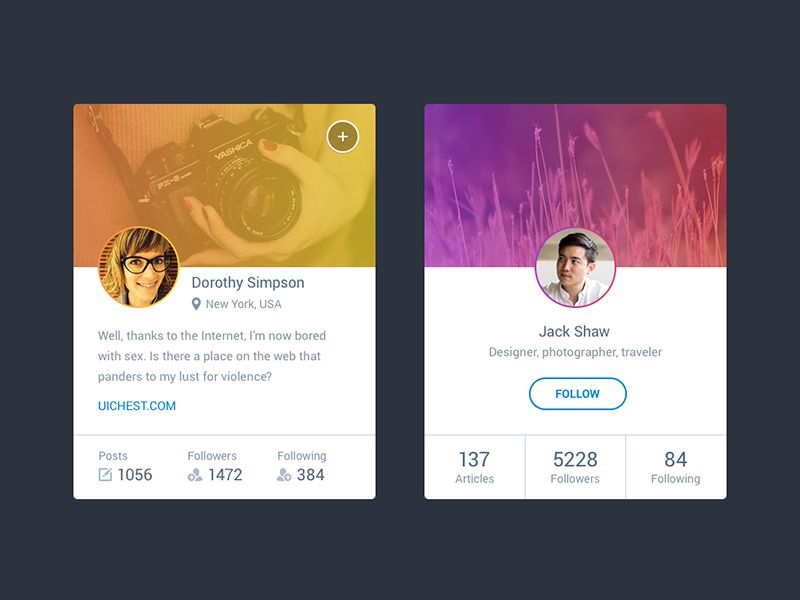 YASHICA
FX-3
+
Dorothy Simpson
New York, USA
Well, thanks to the Internet, I'm now bored
with sex. Is there a place on the web that
panders to my lust for violence?
UICHEST.COM
Posts Followers Following
1056 1472 384
Jack Shaw
Designer, photographer, traveler
FOLLOW
137 5228 84
Articles Followers Following